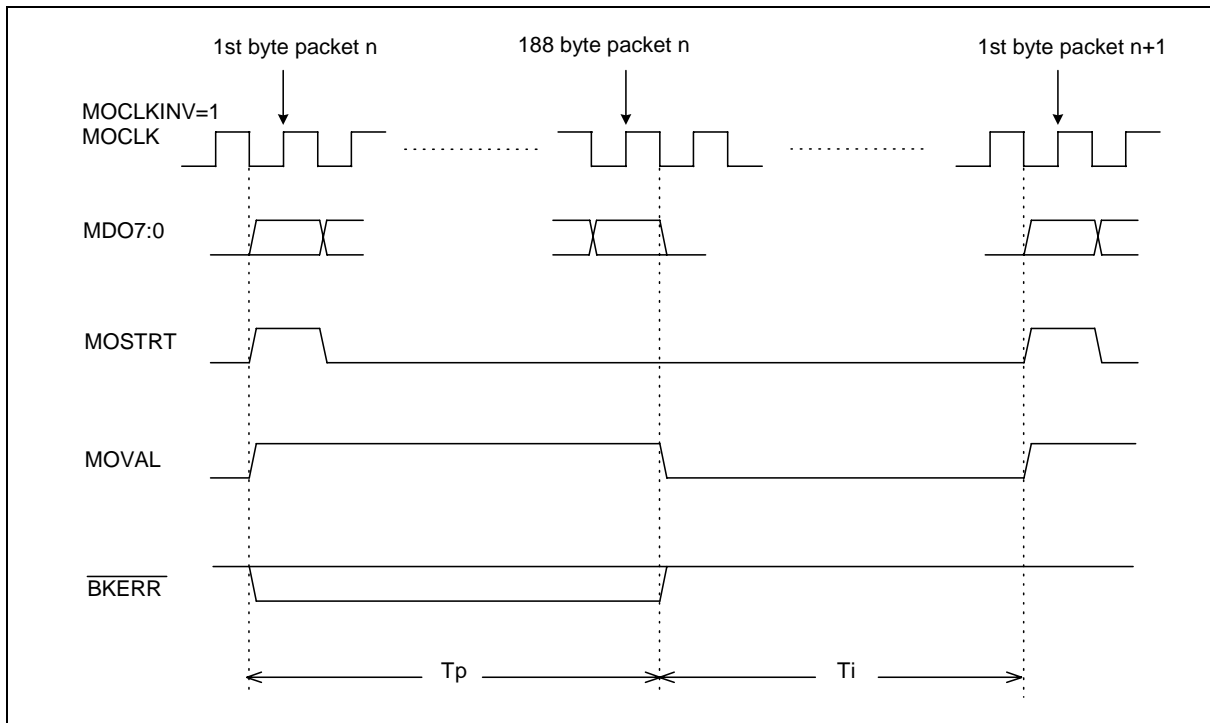 1st byte packet n
188 byte packet n
1st byte packet n+1
MOCLKINV=1
MOCLK
MDO7:0
MOSTRT
MOVAL
BKERR
Tp
Ti